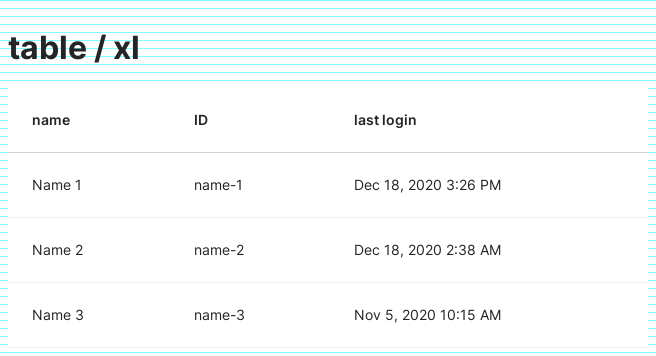 table / xl
name ID last login
Name 1 name-1 Dec 18, 2020 3:26 PM
Name 2 name-2 Dec 18, 2020 2:38 AM
Name 3 name-3 Nov 5, 2020 10:15 AM